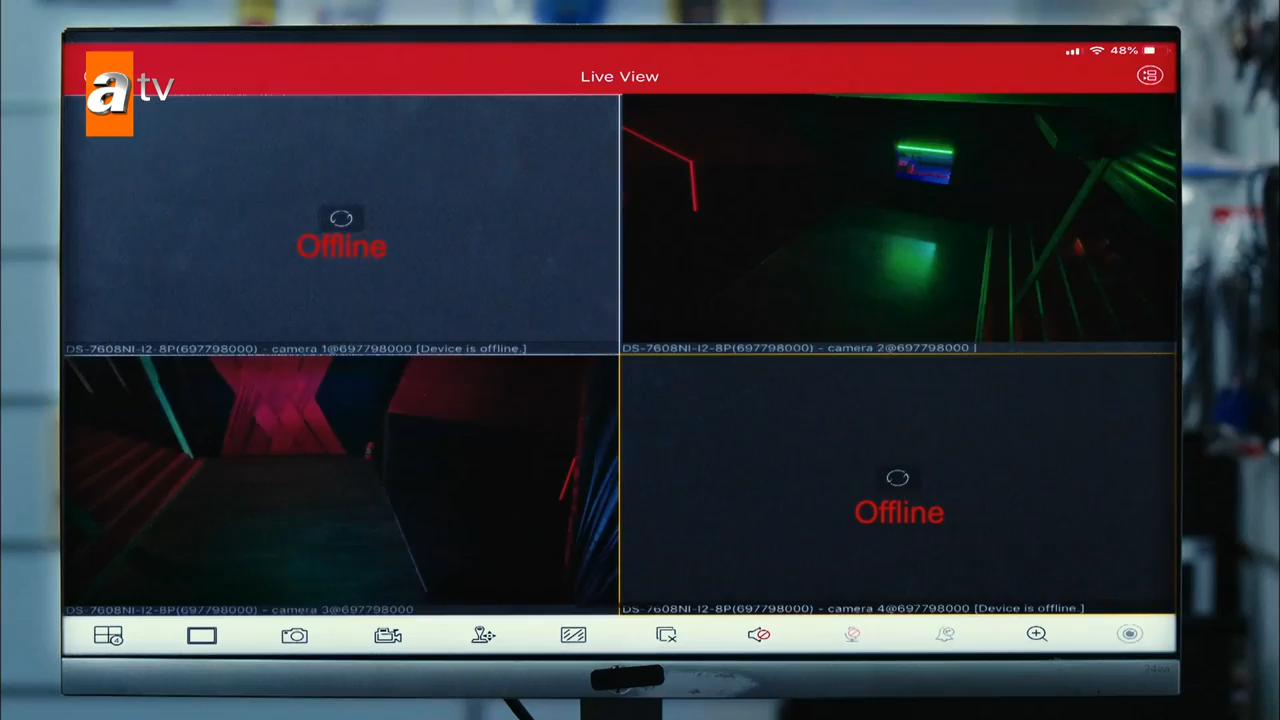 atv
48%
Live View
Offline
DS-7608NI-I2-8P(697798000) - camera 1@697798000 [Device is offline.]
DS-7608NI-I2-8P(697798000) - camera 2@697798000
DS-7608NI-I2-8P(697798000) - camera 3@697798000
Offline
DS-7608NI-I2-8P(697798000) - camera 4@697798000 [Device is offline.]
4